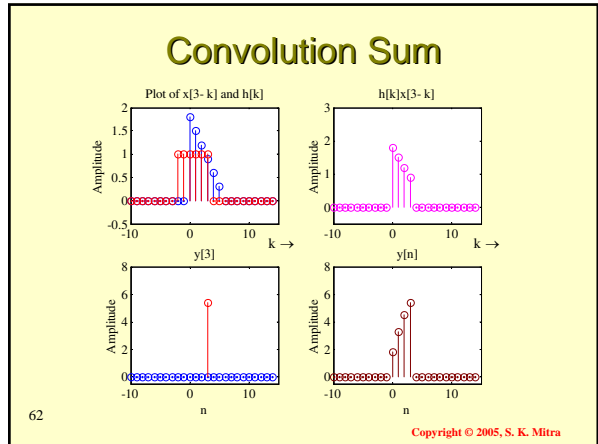 Convolution Sum
Plot of x[3- k] and h[k]
h[k]x[3- k]
2
1.5
1
0.5
0
-0.5
Amplitude
-10
0
10
k →
3
2
1
0
Amplitude
-10
0
10
k →
y[3]
y[n]
8
6
4
2
0
Amplitude
-10
0
10
n
8
6
4
2
0
Amplitude
-10
0
10
n
62
Copyright © 2005, S. K. Mitra